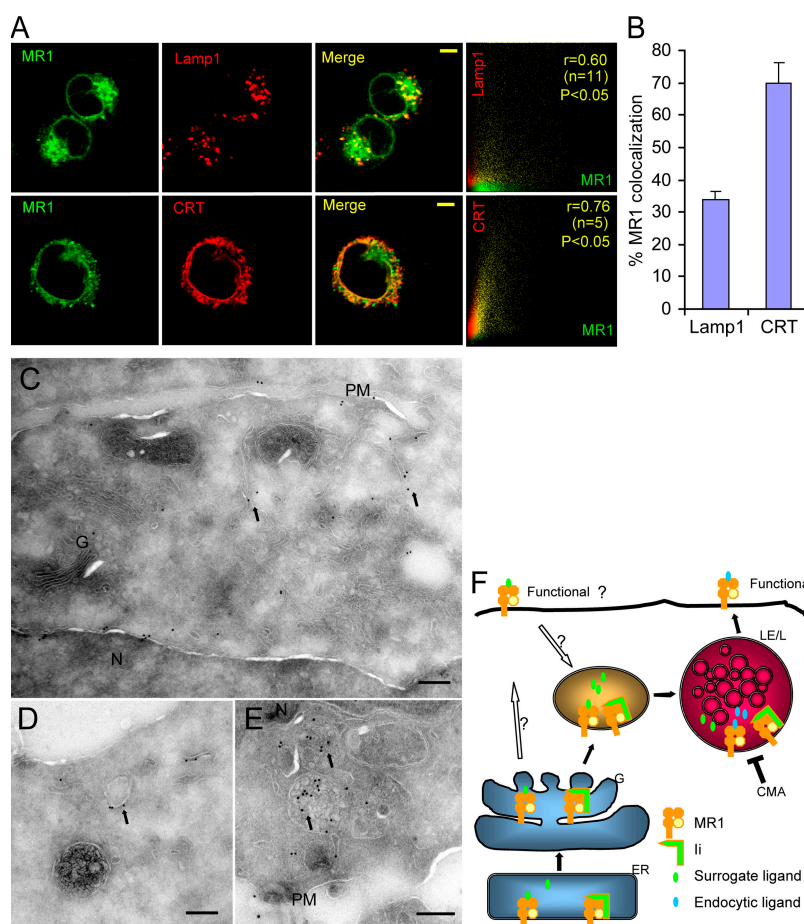 A
MR1
Lamp1
Merge
Lamp1
r=0.60
(n=11)
P<0.05
MR1
MR1
CRT
Merge
CRT
r=0.76
(n=5)
P<0.05
MR1
B
% MR1 colocalization
80
70
60
50
40
30
20
10
0
Lamp1
CRT
C
PM
G
N
D
E
N
PM
F
Functional ?
Functional
LE/L
?
?
G
CMA
ER
MR1
Ii
Surrogate ligand
Endocytic ligand